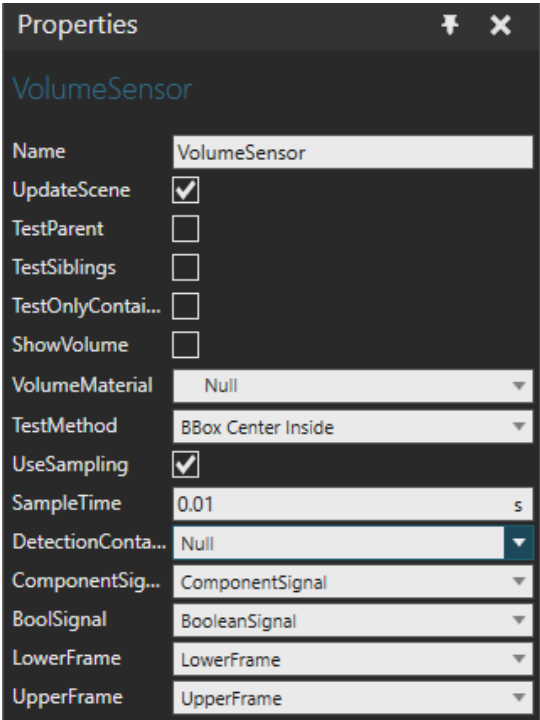 Properties
VolumeSensor
Name VolumeSensor
UpdateScene
TestParent
TestSiblings
TestOnlyContai...
ShowVolume
VolumeMaterial Null
TestMethod BBox Center Inside
UseSampling
SampleTime 0.01 s
DetectionConta... Null
ComponentSig... ComponentSignal
BoolSignal BooleanSignal
LowerFrame LowerFrame
UpperFrame UpperFrame